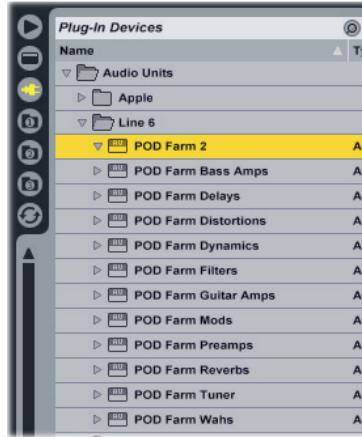 Plug-In Devices
Name
Audio Units
Apple
Line 6
POD Farm 2
POD Farm Bass Amps
POD Farm Delays
POD Farm Distortions
POD Farm Dynamics
POD Farm Filters
POD Farm Guitar Amps
POD Farm Mods
POD Farm Preamps
POD Farm Reverbs
POD Farm Tuner
POD Farm Wahs